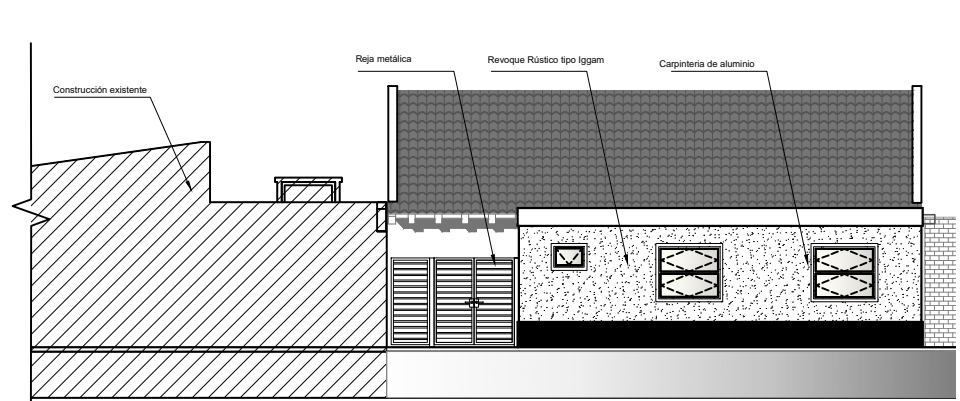 Reja metálica
Revoque Rústico tipo Iggam
Carpinteria de aluminio
Construcción existente